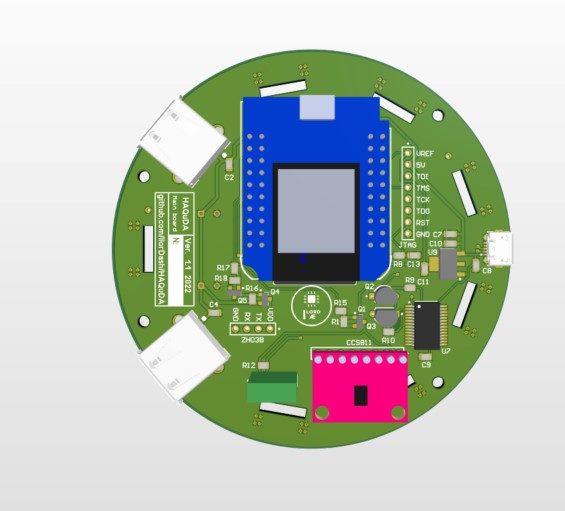 C2
HAQuDA Ver. 1.1 2022
Main board N:
github.com/IlorDash/HAQuDA
VREF
5V
TDI
TMS
TCK
TDO
RST
GND
JTAG
C7
C10
U9
C8
R8
C13
C11
R17
R18
R16
Q4
Q5
C4
GND
RX
TX
VDD
ZH03B
LOGO
R15
R1
Q1
Q2
Q3
R9
R10
U7
C9
CCS811
R12